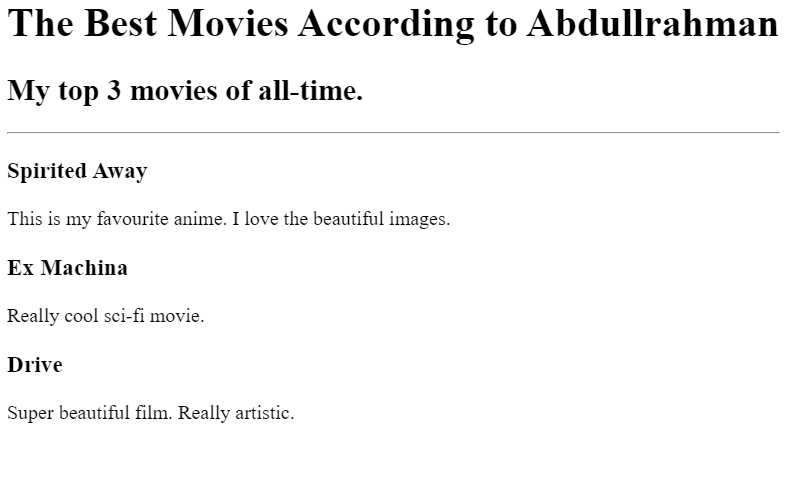 The Best Movies According to Abdullrahman
My top 3 movies of all-time.
Spirited Away
This is my favourite anime. I love the beautiful images.
Ex Machina
Really cool sci-fi movie.
Drive
Super beautiful film. Really artistic.